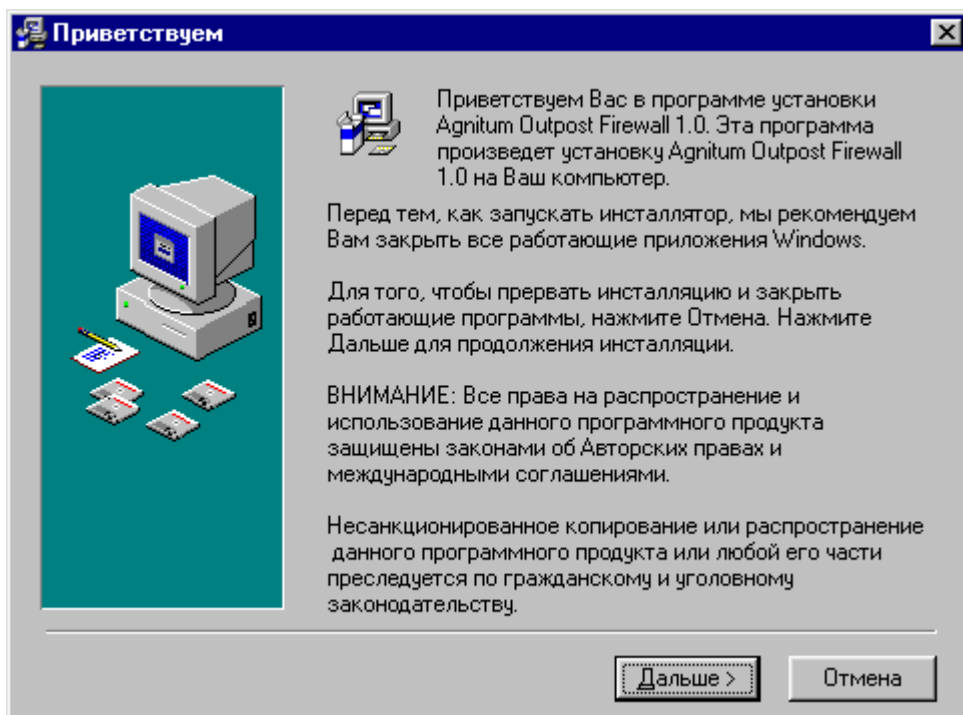 Приветствуем
Приветствуем Вас в программе установки
Agnitum Outpost Firewall 1.0. Эта программа
произведет установку Agnitum Outpost Firewall
1.0 на Ваш компьютер.
Перед тем, как запускать инсталлятор, мы рекомендуем
Вам закрыть все работающие приложения Windows.
Для того, чтобы прервать инсталляцию и закрыть
работающие программы, нажмите Отмена. Нажмите
Дальше для продолжения инсталляции.
ВНИМАНИЕ: Все права на распространение и
использование данного программного продукта
защищены законами об Авторских правах и
международными соглашениями.
Несанкционированное копирование или распространение
данного программного продукта или любой его части
преследуется по гражданскому и уголовному
законодательству.
Дальше >
Отмена